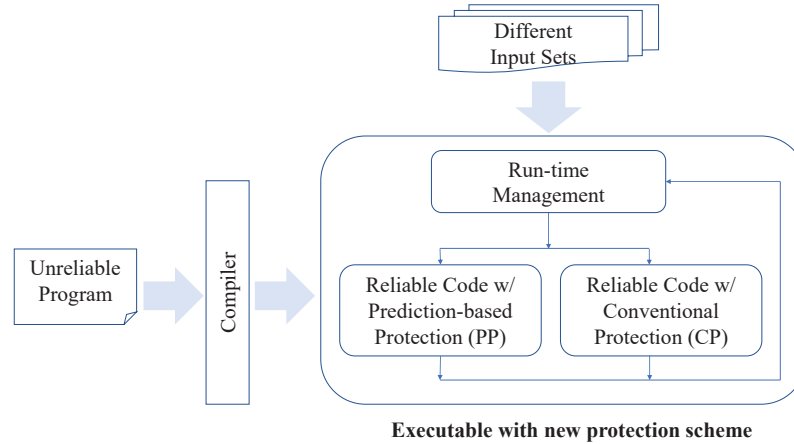 Different
Input Sets
Run-time
Management
Unreliable
Program
Compiler
Reliable Code w/
Prediction-based
Protection (PP)
Reliable Code w/
Conventional
Protection (CP)
Executable with new protection scheme